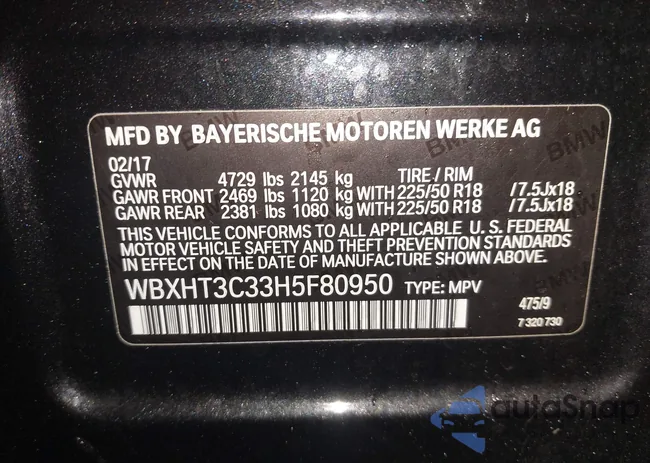 MFD BY BAYERISCHE MOTOREN WERKE AG
02/17
GVWR 4729 lbs 2145 kg TIRE / RIM
GAWR FRONT 2469 lbs 1120 kg WITH 225/50 R18 /7.5Jx18
GAWR REAR 2381 lbs 1080 kg WITH 225/50 R18 /7.5Jx18
THIS VEHICLE CONFORMS TO ALL APPLICABLE U. S. FEDERAL
MOTOR VEHICLE SAFETY AND THEFT PREVENTION STANDARDS
IN EFFECT ON THE DATE OF MANUFACTURE SHOWN ABOVE.
WBXHT3C33H5F80950 TYPE: MPV
475/9
7 320 730
BMW
autoSnap